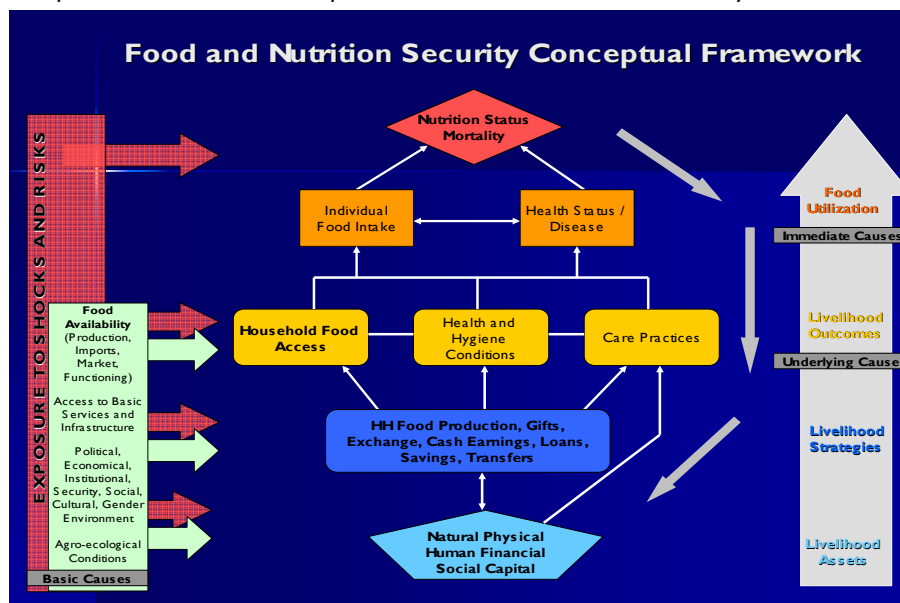 Food and Nutrition Security Conceptual Framework
EXPOSURE TO SHOCKS AND RISKS
Nutrition Status
Mortality
Individual
Food Intake
Health Status /
Disease
Food
Utilization
Immediate Causes
Food
Availability
(Production,
Imports,
Market,
Functioning)
Access to Basic
Services and
Infrastructure
Political,
Economical,
Institutional,
Security, Social,
Cultural, Gender
Environment
Agro-ecological
Conditions
Basic Causes
Household Food
Access
Health and
Hygiene
Conditions
Care Practices
Livelihood
Outcomes
Underlying Cause
HH Food Production, Gifts,
Exchange, Cash Earnings, Loans,
Savings, Transfers
Livelihood
Strategies
Natural Physical
Human Financial
Social Capital
Livelihood
Assets